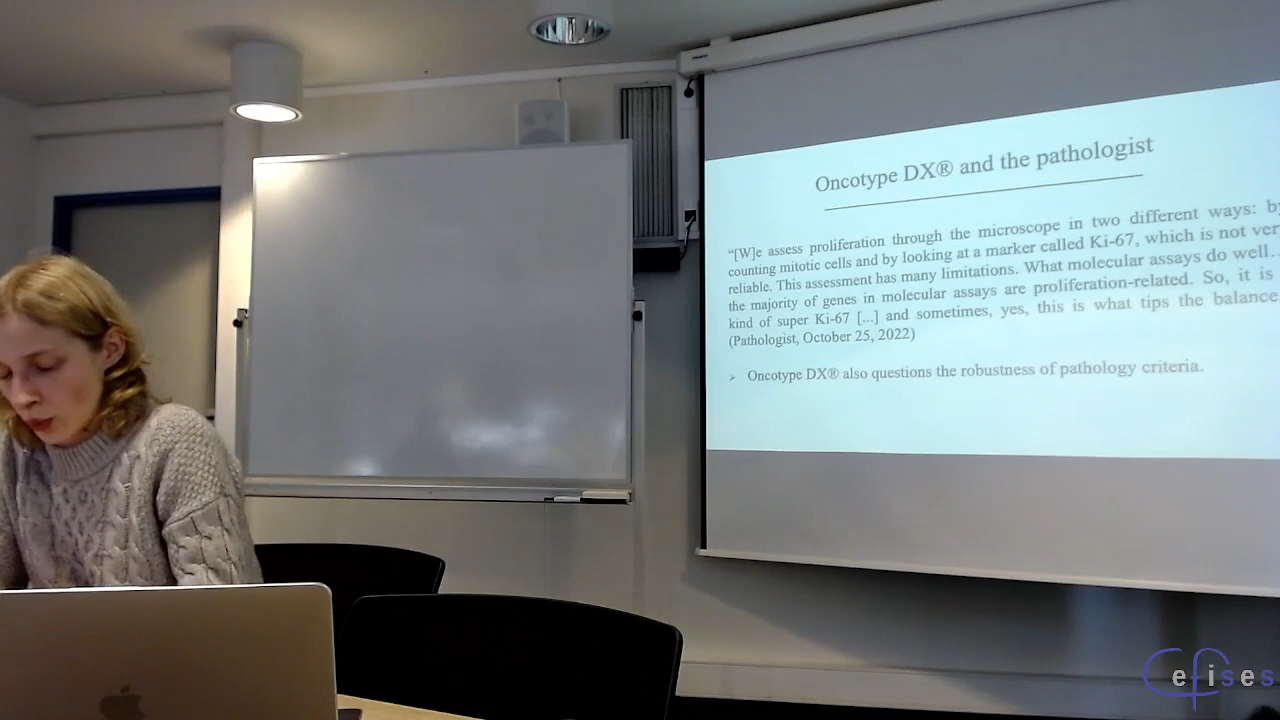 Oncotype DX® and the pathologist
“[W]e assess proliferation through the microscope in two different ways:
counting mitotic cells and by looking at a marker called Ki-67, which is not
reliable. This assessment has many limitations. What molecular assays do well…
the majority of genes in molecular assays are proliferation-related. So, it is
kind of super Ki-67 [...] and sometimes, yes, this is what tips the balance
(Pathologist, October 25, 2022)
➢ Oncotype DX® also questions the robustness of pathology criteria.
Cefises